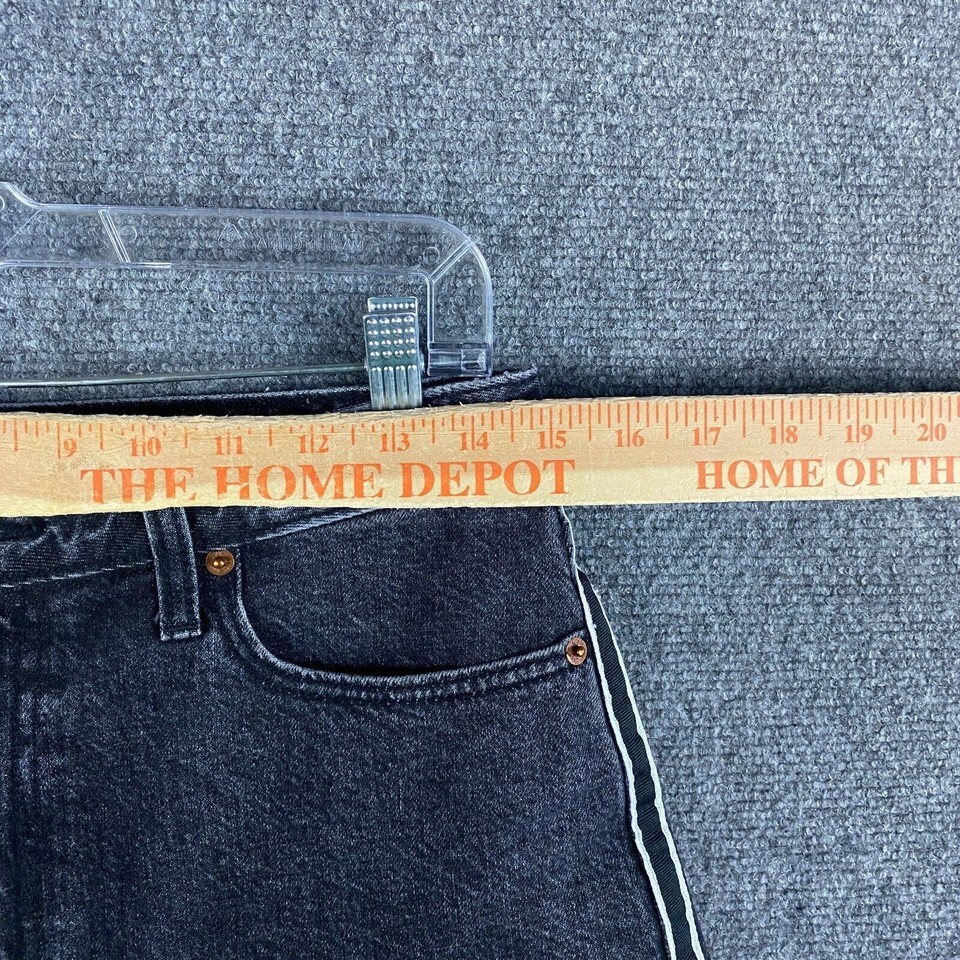 9 10 11 12 13 14 15 16 17 18 19 20
THE HOME DEPOT HOME OF TH